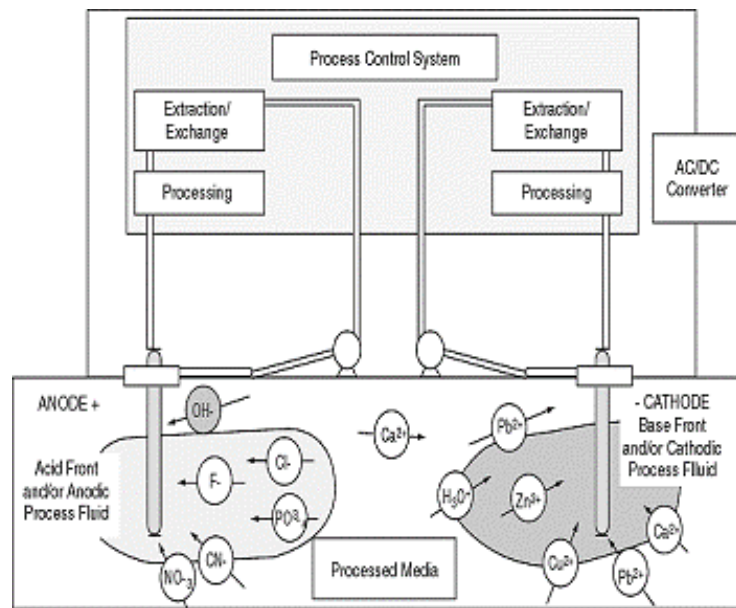 Process Control System
Extraction/
Exchange
Extraction/
Exchange
AC/DC
Converter
Processing
Processing
ANODE +
- CATHODE
Base Front
and/or Cathodic
Process Flluid
Acid Front
and/or Anodic
Process Fluid
OH-
Ca2+
Pb2+
Cl-
F-
H3O-
Zn2+
PO3-4
CN-
NO-3
Processed Media
Cu2+
Pb2+
Ca2+